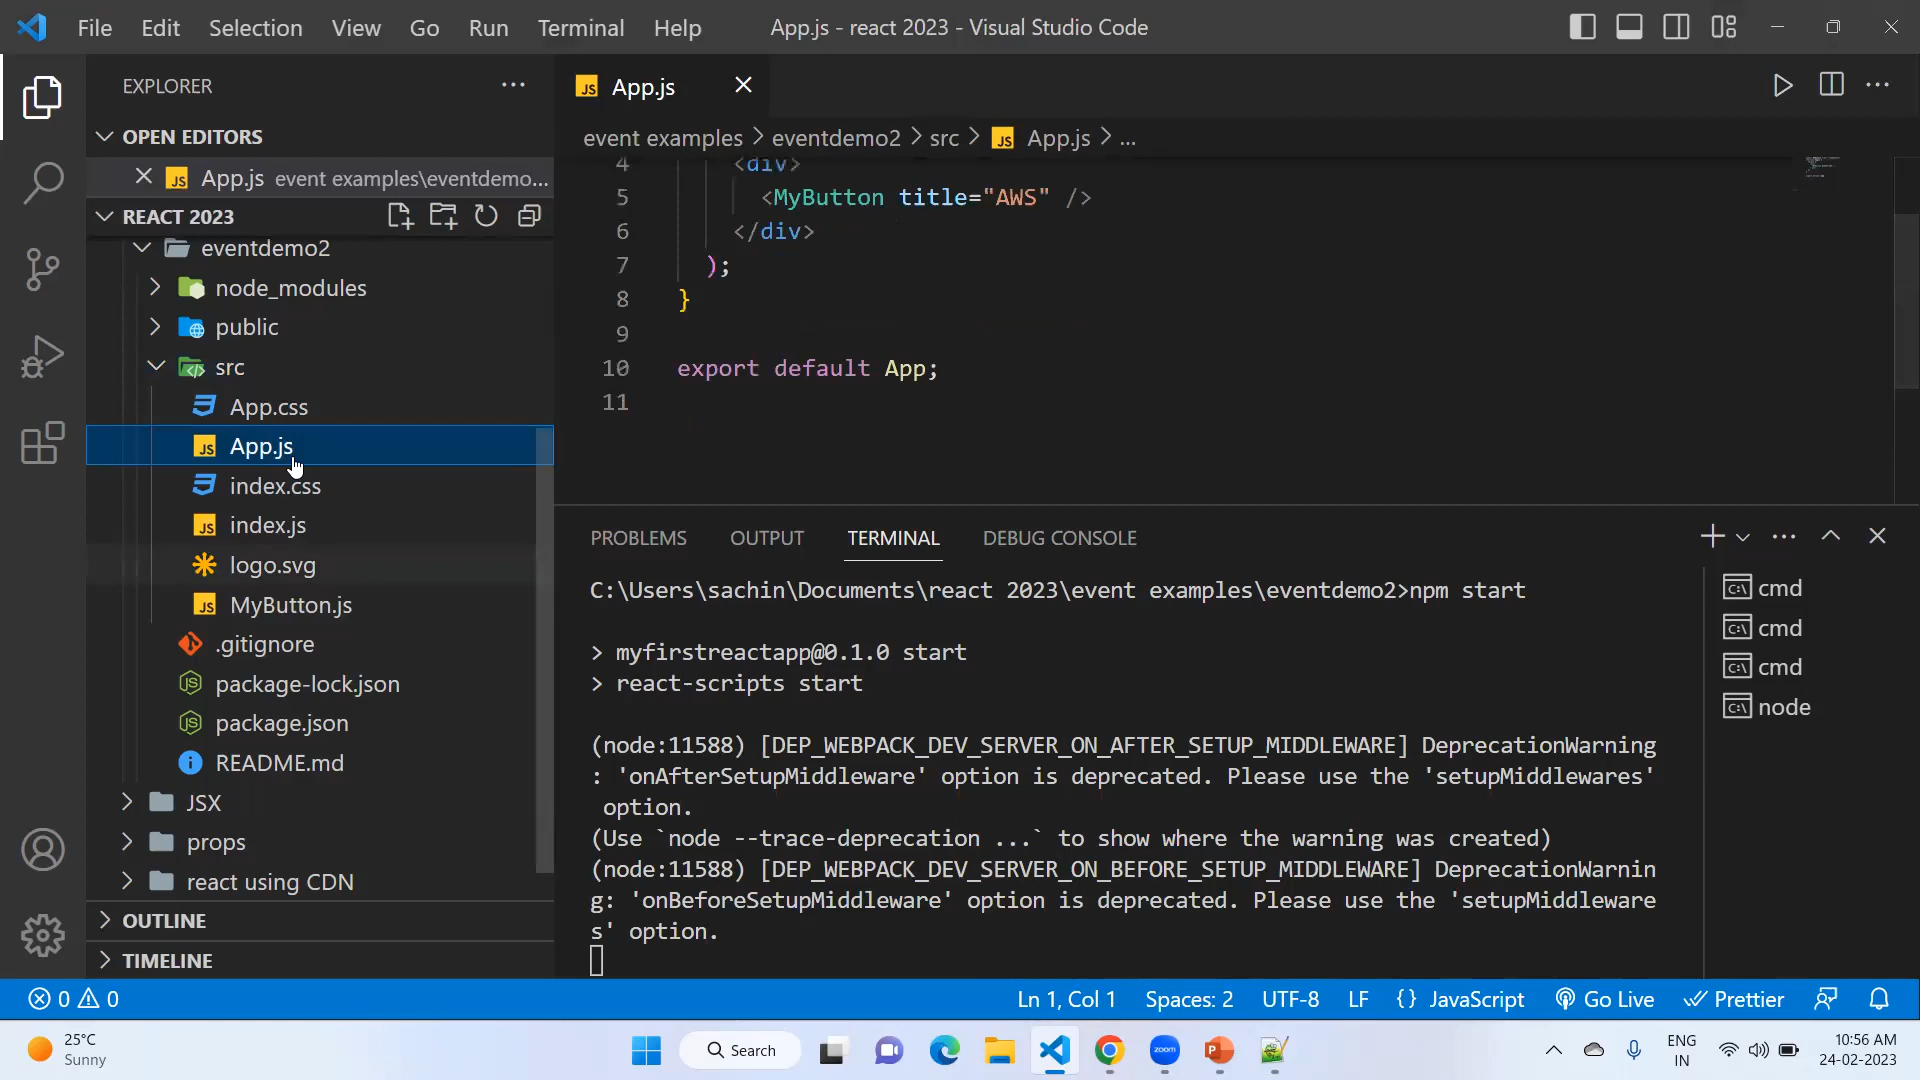 File Edit Selection View Go Run Terminal Help App.js - react 2023 - Visual Studio Code
EXPLORER
OPEN EDITORS
App.js event examples\eventdemo...
REACT 2023
eventdemo2
node_modules
public
src
App.css
App.js
index.css
index.js
logo.svg
MyButton.js
.gitignore
package-lock.json
package.json
README.md
JSX
props
react using CDN
OUTLINE
TIMELINE
JS App.js
event examples > eventdemo2 > src > JS App.js > ...
4 <div>
5 <MyButton title="AWS" />
6 </div>
7 );
8 }
9
10 export default App;
11
PROBLEMS OUTPUT TERMINAL DEBUG CONSOLE
C:\Users\sachin\Documents\react 2023\event examples\eventdemo2>npm start
> myfirstreactapp@0.1.0 start
> react-scripts start
(node:11588) [DEP_WEBPACK_DEV_SERVER_ON_AFTER_SETUP_MIDDLEWARE] DeprecationWarning
: 'onAfterSetupMiddleware' option is deprecated. Please use the 'setupMiddlewares'
option.
(Use `node --trace-deprecation ...` to show where the warning was created)
(node:11588) [DEP_WEBPACK_DEV_SERVER_ON_BEFORE_SETUP_MIDDLEWARE] DeprecationWarnin
g: 'onBeforeSetupMiddleware' option is deprecated. Please use the 'setupMiddleware
s' option.
cmd
cmd
cmd
node
0 0 Ln 1, Col 1 Spaces: 2 UTF-8 LF {} JavaScript Go Live Prettier
25°C
Sunny
Search
zoom
ENG
IN
10:56 AM
24-02-2023